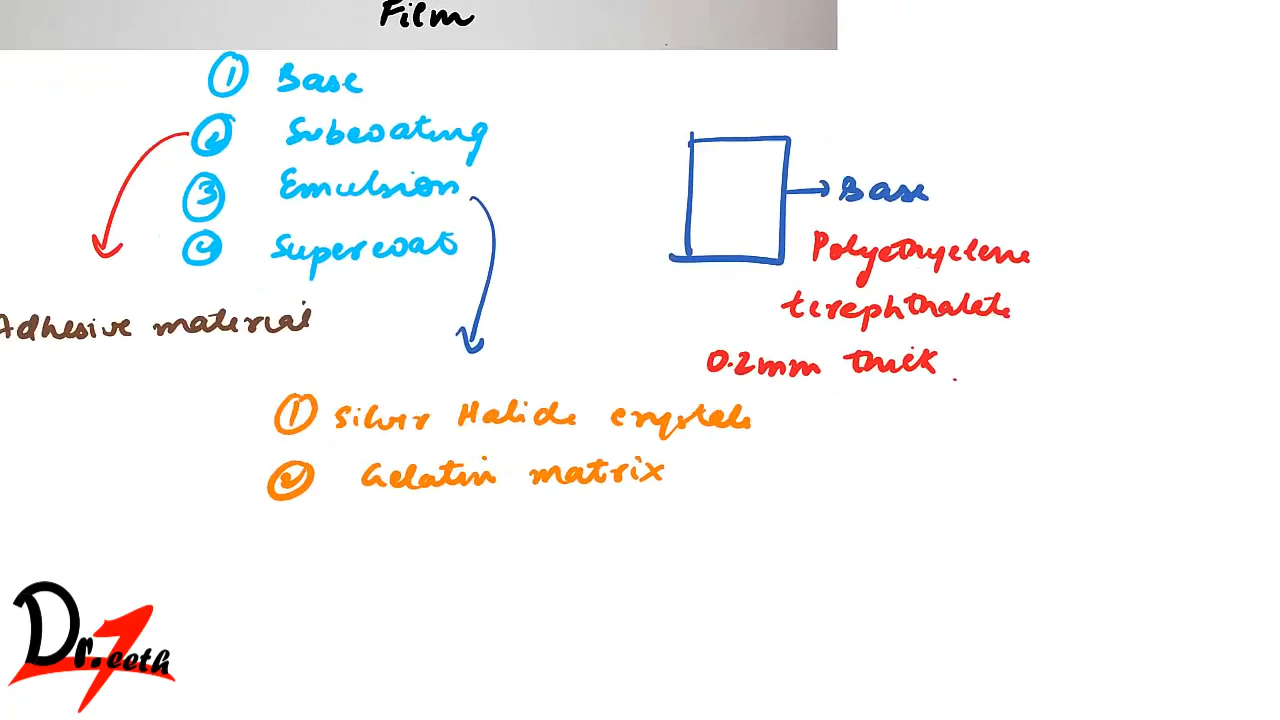 Film
① Base
② Subcoating
③ Emulsion
④ Supercoat
Adhesive material
Base
Polyethyelene
terephthalate
0.2mm thick
① Silver Halide crystals
② Gelatin matrix
Dr. Teeth